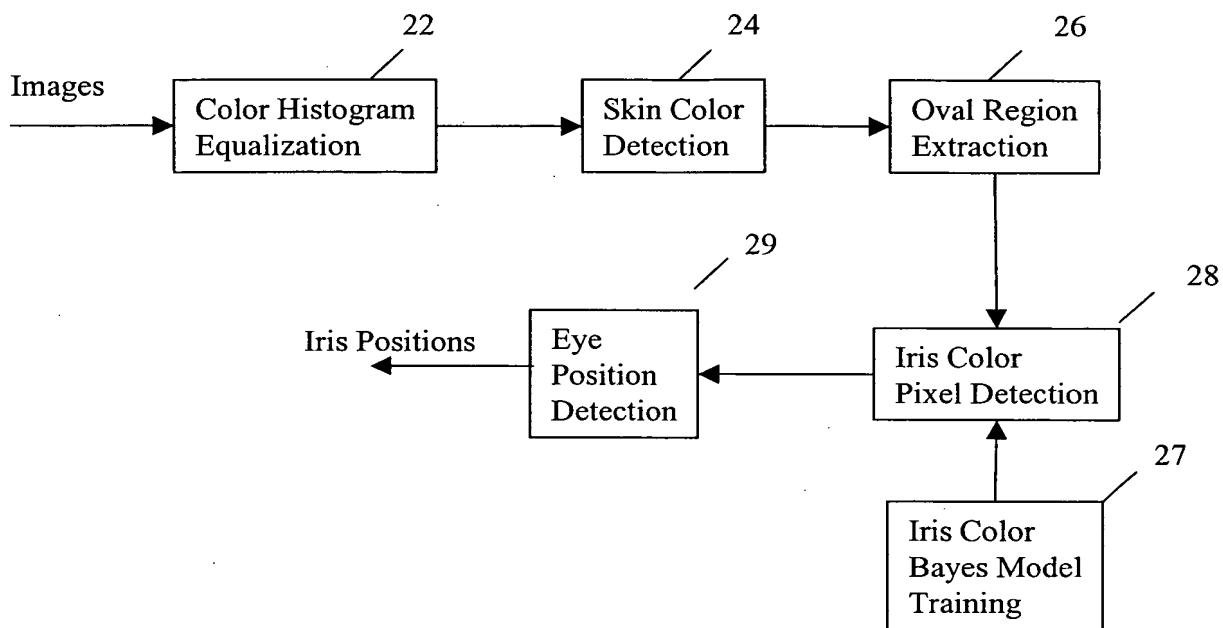 22
24
26
Images
Color Histogram
Equalization
Skin Color
Detection
Oval Region
Extraction
29
28
Iris Positions
Eye
Position
Detection
Iris Color
Pixel Detection
27
Iris Color
Bayes Model
Training